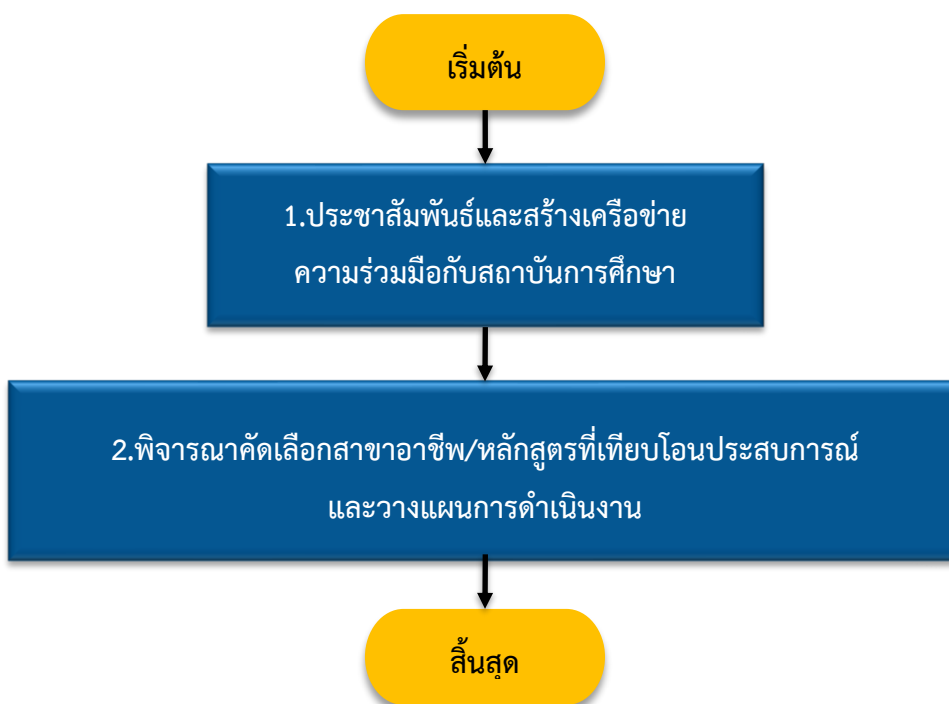 เริ่มต้น
1.ประชาสัมพันธ์และสร้างเครือข่าย
ความร่วมมือกับสถาบันการศึกษา
2.พิจารณาคัดเลือกสาขาอาชีพ/หลักสูตรที่เทียบโอนประสบการณ์
และวางแผนการดำเนินงาน
สิ้นสุด